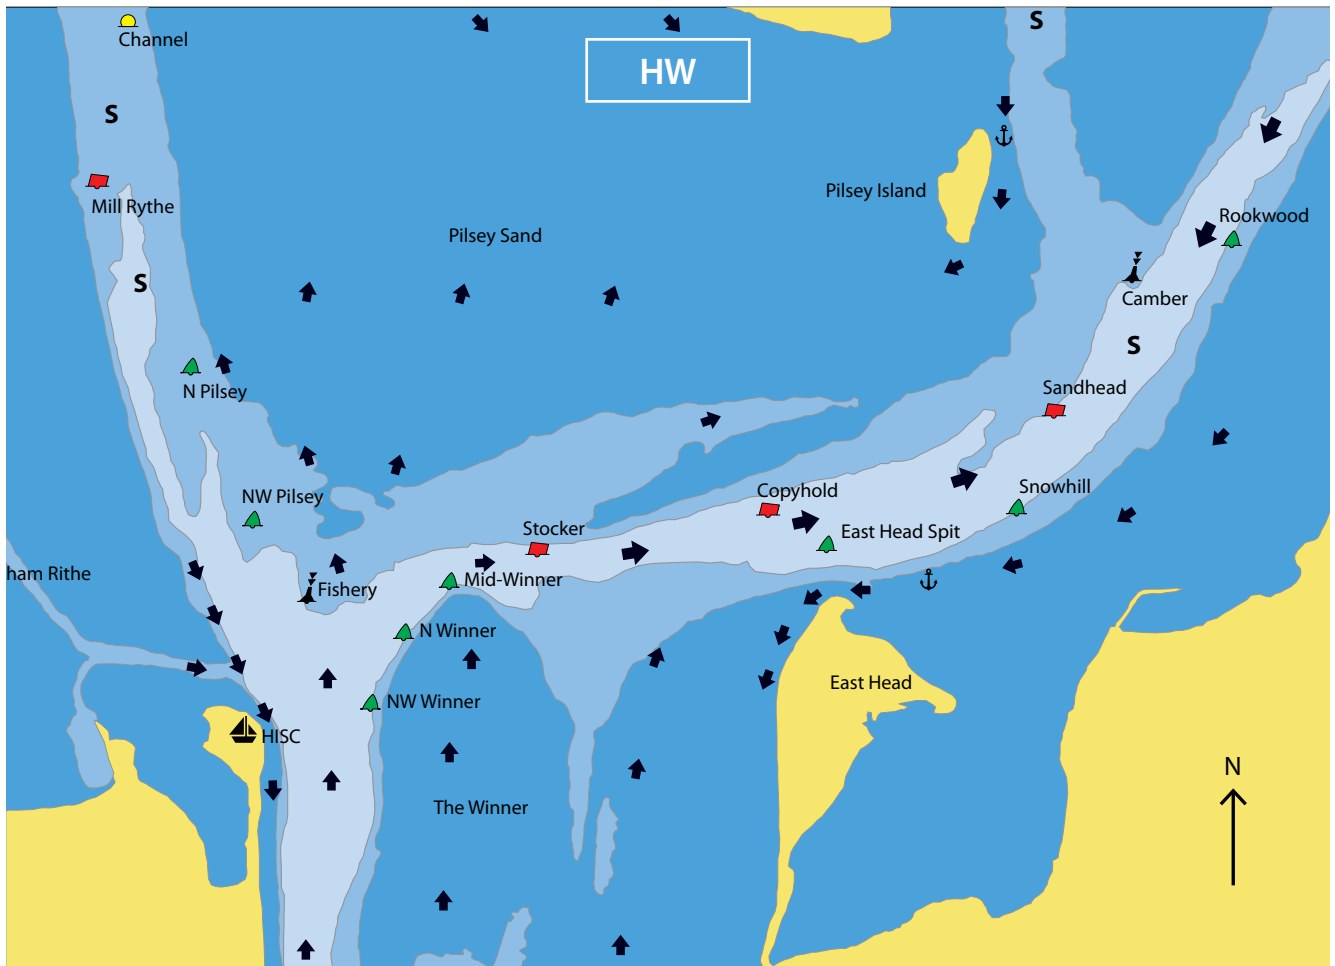 S
Channel
HW
S
Mill Rythe
Pilsey Island
Rookwood
Pilsey Sand
S
Camber
S
N Pilsey
Sandhead
NW Pilsey
Copyhold
Snowhill
Stocker
East Head Spit
ham Rithe
Fishery
Mid-Winner
N Winner
East Head
NW Winner
HISC
N
The Winner